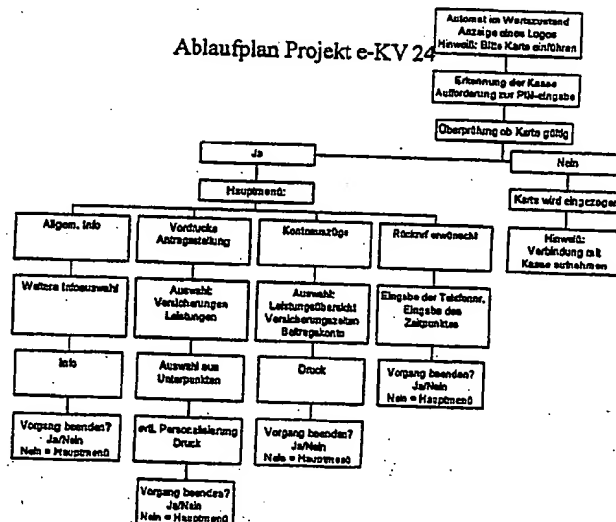 Automat im Wartezustand
Anzeige eines Logos
Hinweiß: Bitte Karte einführen
Ablaufplan Projekt e-KV 24
Erkennung der Kasse
Aufforderung zur PIN-eingabe
Überprüfung ob Karte gültig
Ja
Nein
Hauptmenü:
Karte wird eingezogen
Hinweiß:
Verbindung mit
Kasse aufnehmen
Allgem. Info
Vordrucke
Antragsstellung
Kontoauszüge
Rückruf erwünscht
Weitere Infoauswahl
Auswahl:
Versicherungen
Leistungen
Auswahl:
Leistungsübersicht
Versicherungszeiten
Beitragskonto
Eingabe der Telefonnr.
Eingabe des
Zeitpunktes
Info
Auswahl aus
Unterpunkten
Druck
Vorgang beenden?
Ja/Nein
Nein = Hauptmenü
Vorgang beenden?
Ja/Nein
Nein = Hauptmenü
evtl. Personalisierung
Druck
Vorgang beenden?
Ja/Nein
Nein = Hauptmenü
Vorgang beenden?
Ja/Nein
Nein = Hauptmenü